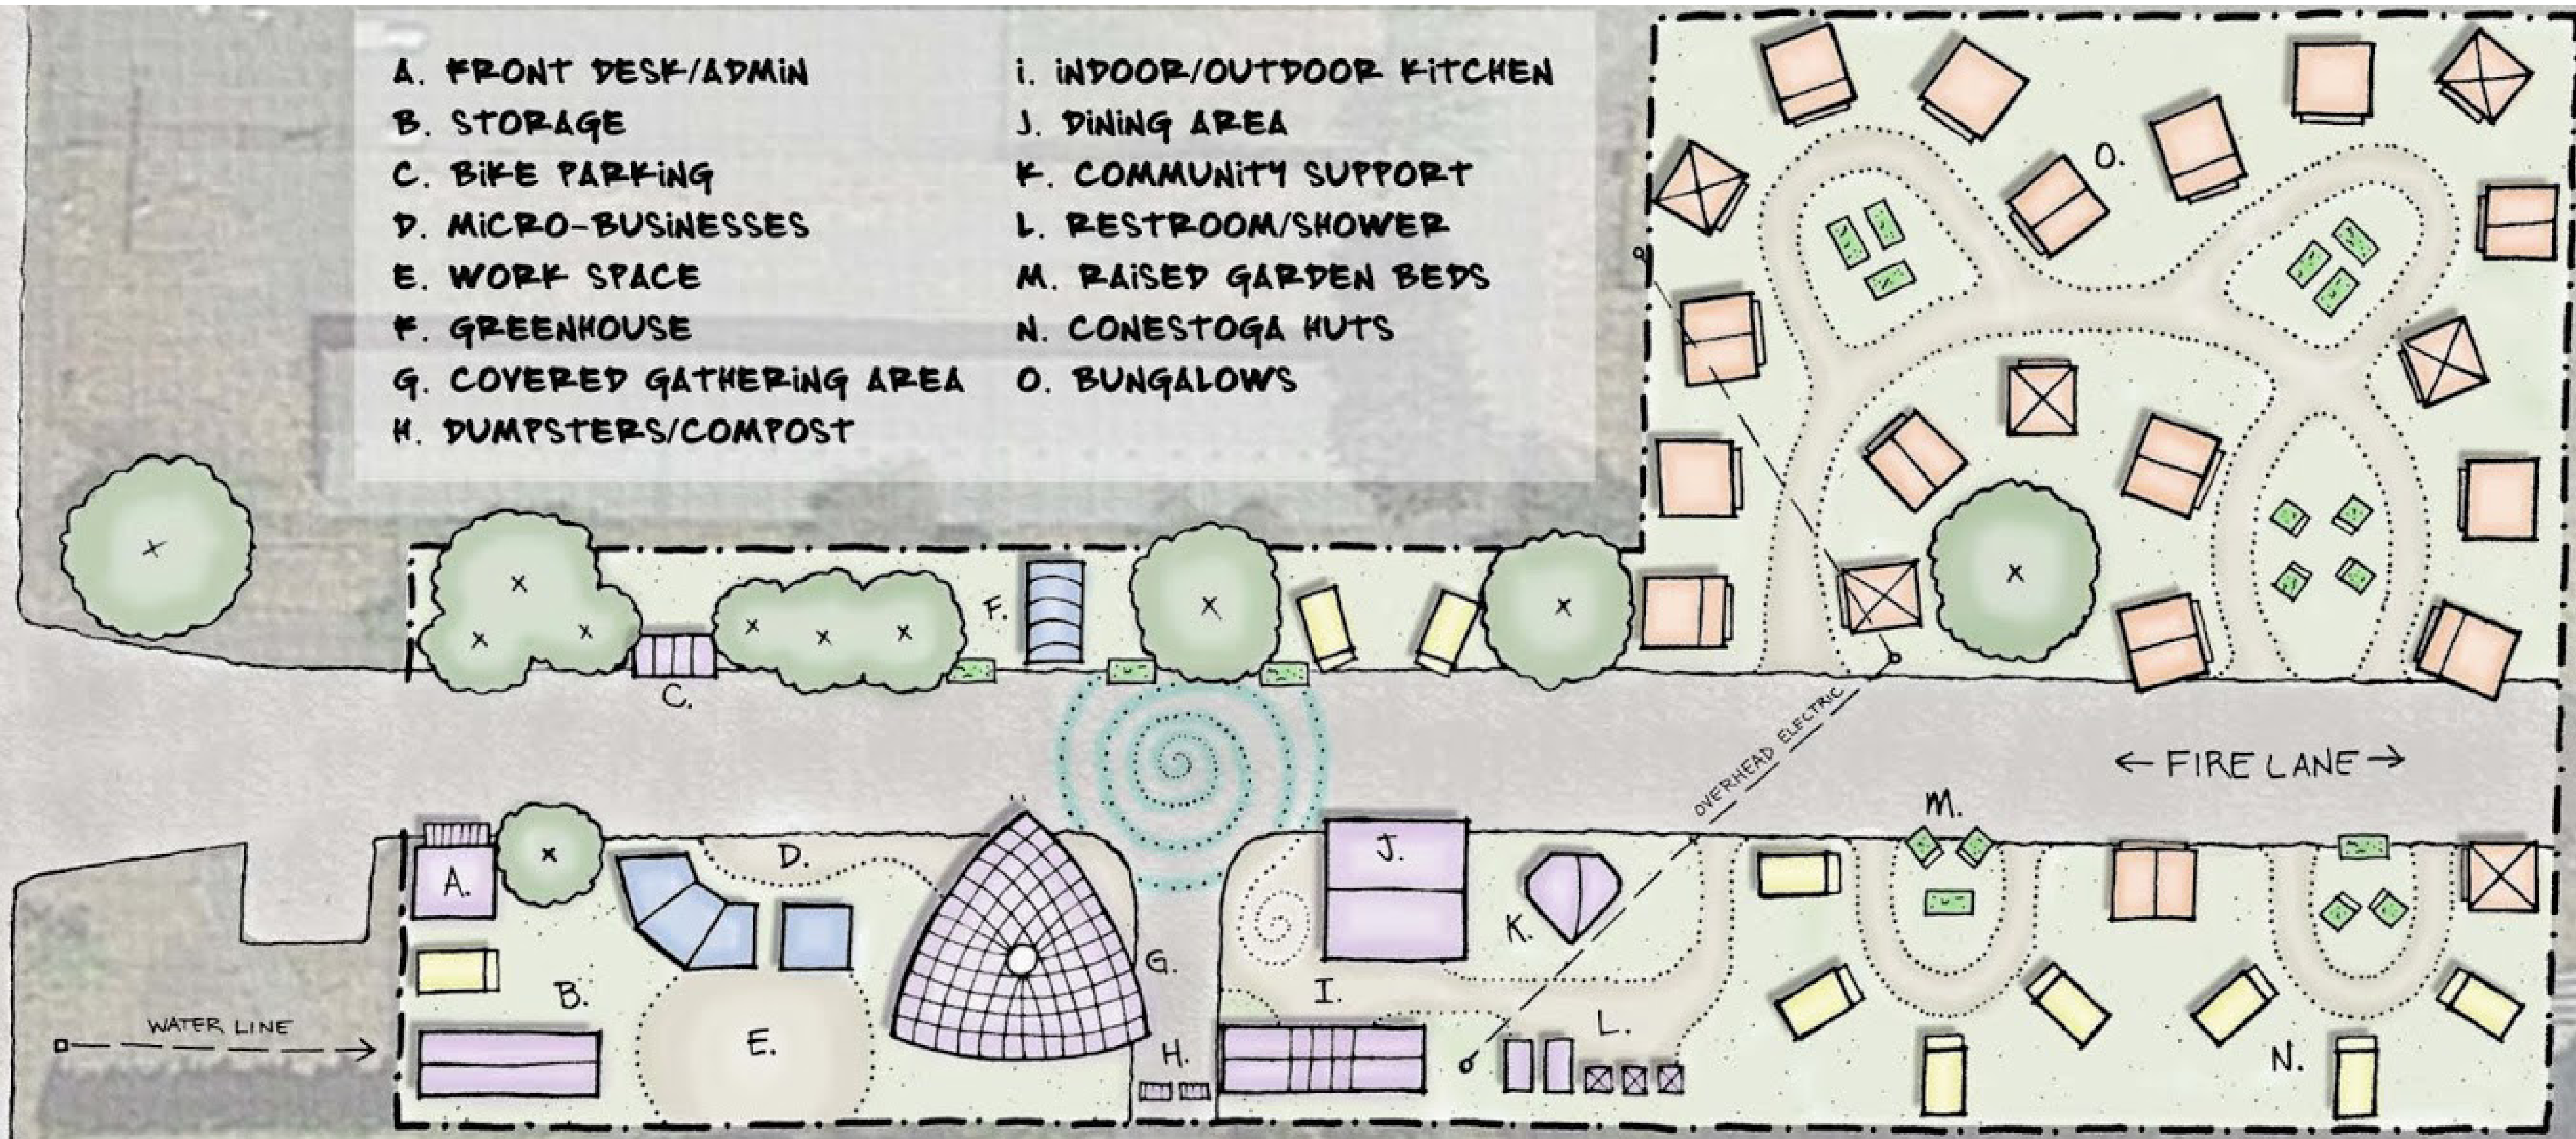 A. FRONT DESK/ADMIN
B. STORAGE
C. BIKE PARKING
D. MICRO-BUSINESSES
E. WORK SPACE
F. GREENHOUSE
G. COVERED GATHERING AREA
H. DUMPSTERS/COMPOST
i. INDOOR/OUTDOOR KITCHEN
J. DINING AREA
K. COMMUNITY SUPPORT
L. RESTROOM/SHOWER
M. RAISED GARDEN BEDS
N. CONESTOGA HUTS
O. BUNGALOWS
O.
F.
C.
OVERHEAD ELECTRIC
← FIRE LANE →
M.
A.
D.
J.
K.
G.
B.
I.
L.
WATER LINE
E.
H.
N.